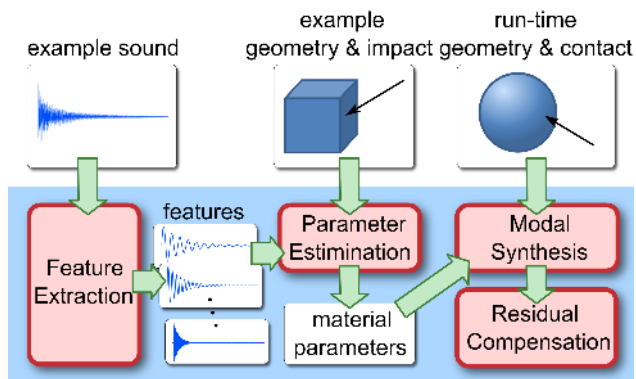 example sound
example
geometry & impact
run-time
geometry & contact
Feature
Extraction
features
Parameter
Estimination
material
parameters
Modal
Synthesis
Residual
Compensation